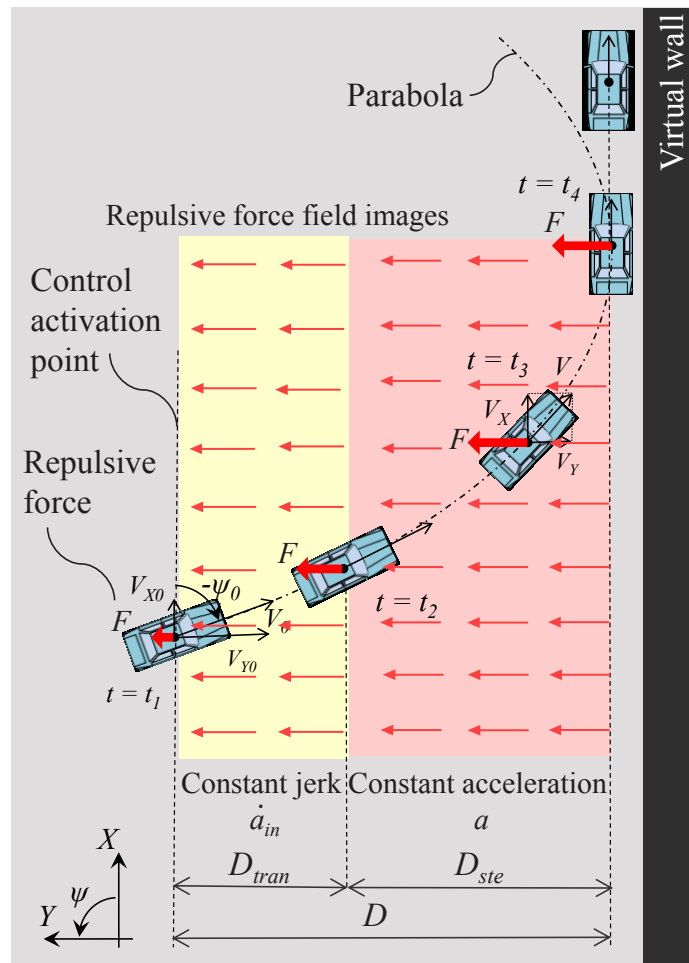 Virtual wall
Parabola
t = t4
Repulsive force field images
F
Control
activation
point
t = t3
V
VX
F
VY
Repulsive
force
F
-ψ0
VX0
t = t2
F
V0
VY0
t = t1
Constant jerk
Constant acceleration
ȧin
a
X
Dtran
Dste
ψ
Y
D